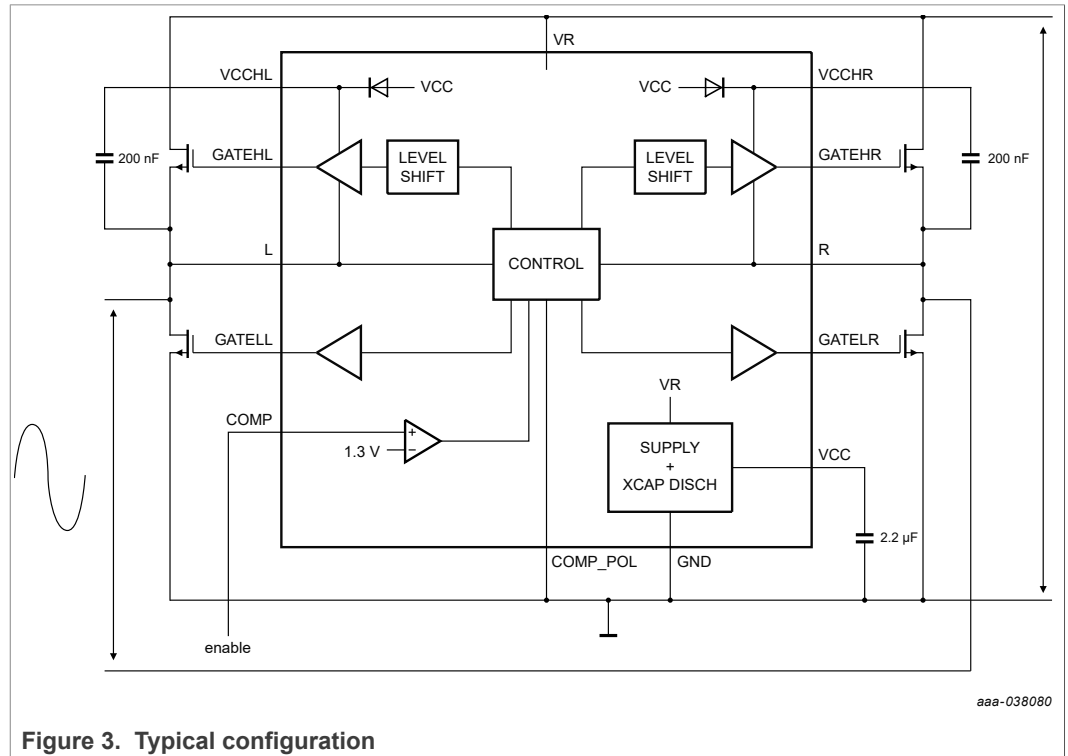 VR
VCCHL
VCCHR
VCC
VCC
200 nF
GATEHL
LEVEL
SHIFT
LEVEL
SHIFT
GATEHR
200 nF
L
CONTROL
R
GATELL
GATELR
COMP
+
1.3 V
−
VR
SUPPLY
+
XCAP DISCH
VCC
2.2 µF
COMP_POL
GND
enable
aaa-038080
Figure 3. Typical configuration